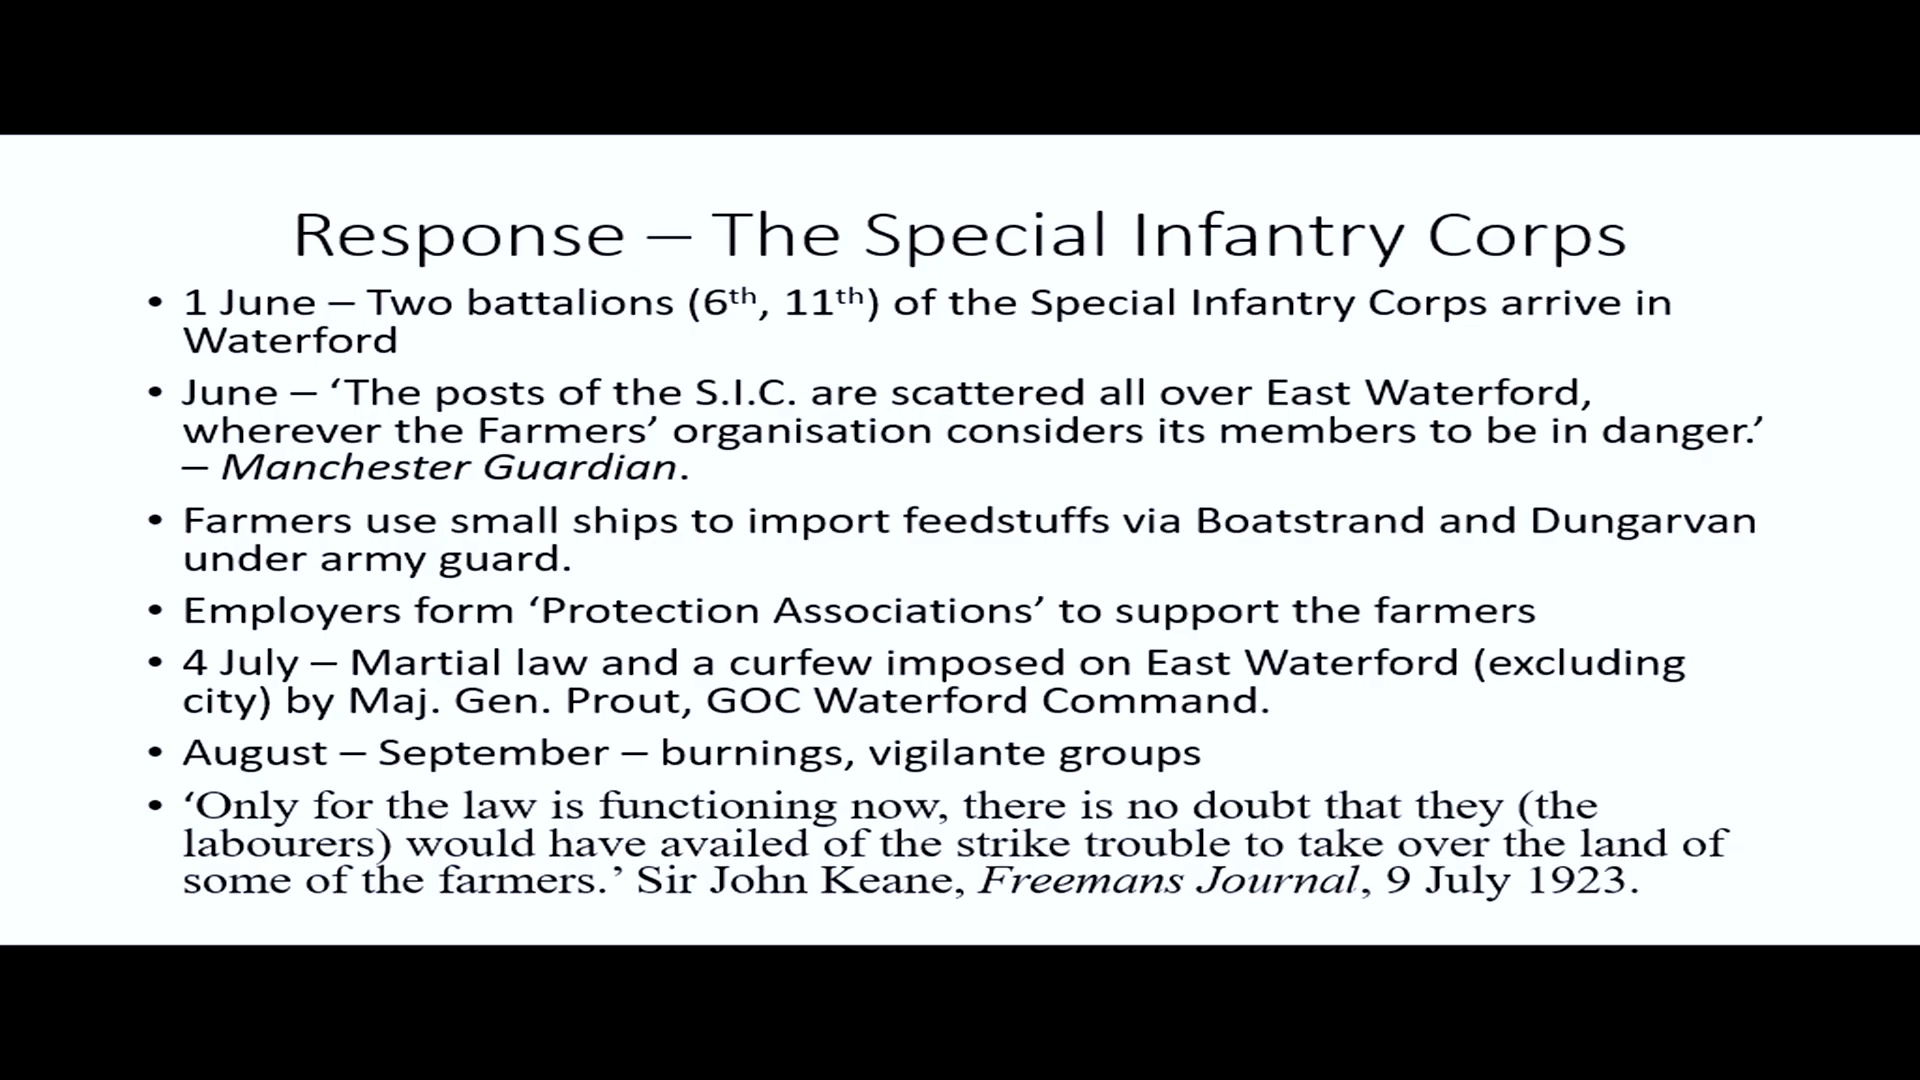 Response – The Special Infantry Corps
• 1 June – Two battalions (6th, 11th) of the Special Infantry Corps arrive in
Waterford
• June – ‘The posts of the S.I.C. are scattered all over East Waterford,
wherever the Farmers’ organisation considers its members to be in danger.’
– Manchester Guardian.
• Farmers use small ships to import feedstuffs via Boatstrand and Dungarvan
under army guard.
• Employers form ‘Protection Associations’ to support the farmers
• 4 July – Martial law and a curfew imposed on East Waterford (excluding
city) by Maj. Gen. Prout, GOC Waterford Command.
• August – September – burnings, vigilante groups
• ‘Only for the law is functioning now, there is no doubt that they (the
labourers) would have availed of the strike trouble to take over the land of
some of the farmers.’ Sir John Keane, Freemans Journal, 9 July 1923.